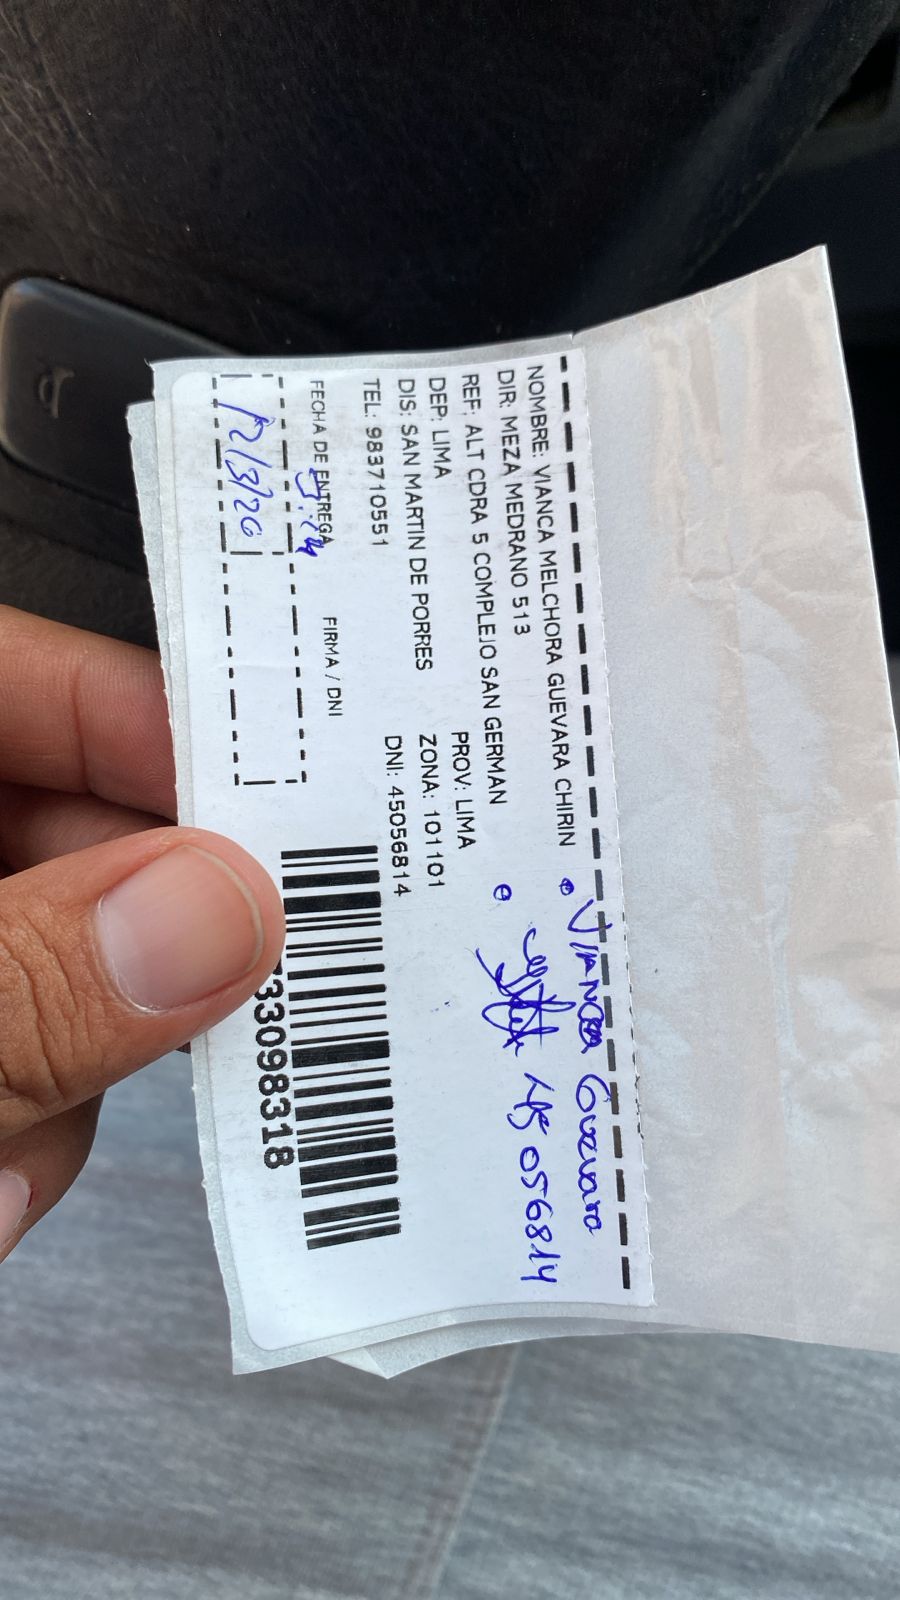 NOMBRE: VIANCA MELCHORA GUEVARA CHIRIN
VIANCA Guevara
DIR: MEZA MEDRANO 513
REF: ALT CDRA 5 COMPLEJO SAN GERMAN
45056814
DEP: LIMA
PROV: LIMA
DIS: SAN MARTIN DE PORRES
ZONA: 101101
TEL: 983710551
DNI: 45056814
FECHA DE ENTREGA
FIRMA / DNI
12/3/26
33098318